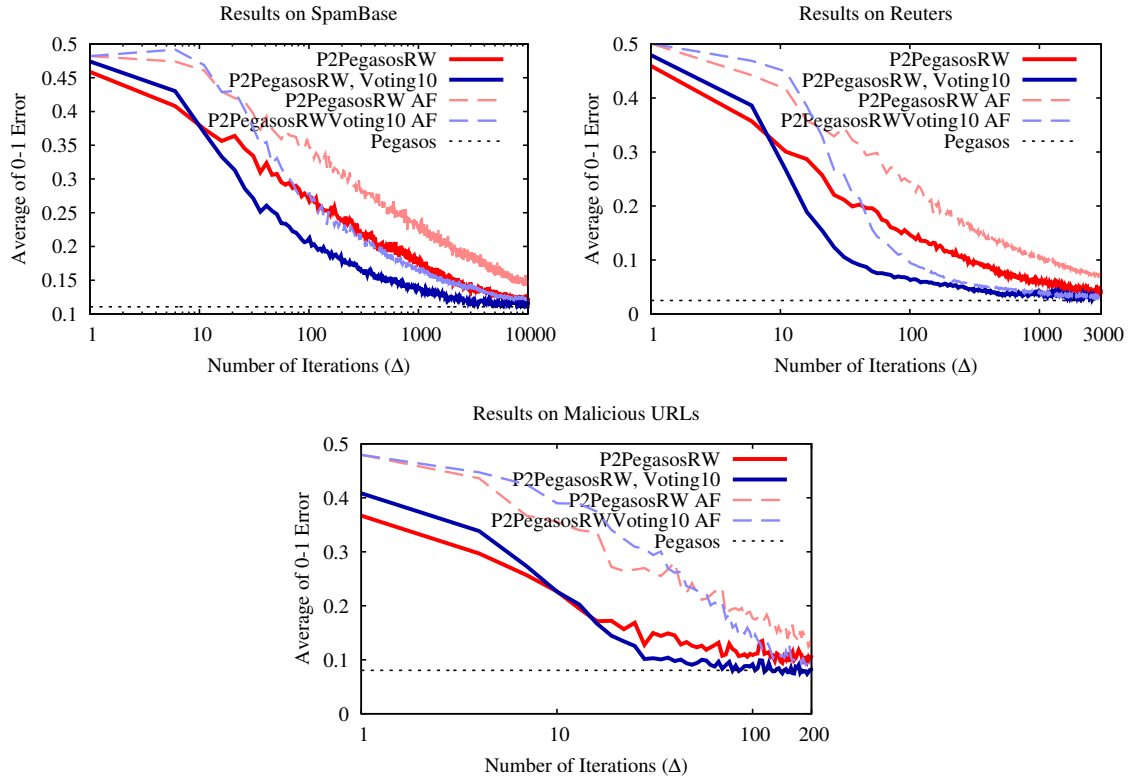 Results on SpamBase
0.5
0.45
0.4
0.35
0.3
0.25
0.2
0.15
0.1
Average of 0-1 Error
P2PegasosRW
P2PegasosRW, Voting10
P2PegasosRW AF
P2PegasosRWVoting10 AF
Pegasos
1 10 100 1000 10000
Number of Iterations (Δ)
Results on Reuters
0.5
0.4
0.3
0.2
0.1
0
Average of 0-1 Error
P2PegasosRW
P2PegasosRW, Voting10
P2PegasosRW AF
P2PegasosRWVoting10 AF
Pegasos
1 10 100 1000 3000
Number of Iterations (Δ)
Results on Malicious URLs
0.5
0.4
0.3
0.2
0.1
0
Average of 0-1 Error
P2PegasosRW
P2PegasosRW, Voting10
P2PegasosRW AF
P2PegasosRWVoting10 AF
Pegasos
1 10 100 200
Number of Iterations (Δ)